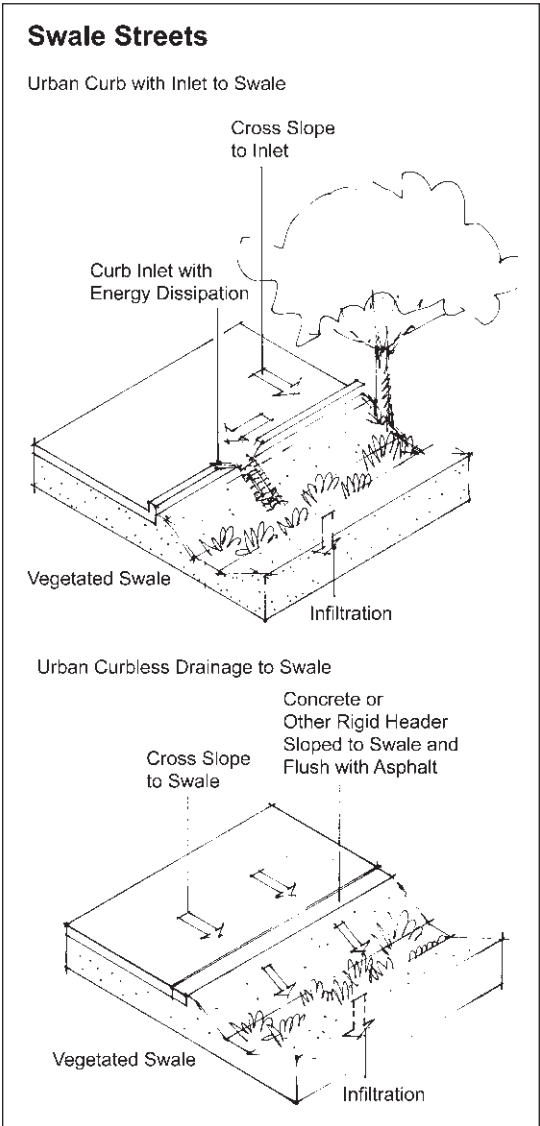 Swale Streets
Urban Curb with Inlet to Swale
Cross Slope
to Inlet
Curb Inlet with
Energy Dissipation
Vegetated Swale
Infiltration
Urban Curbless Drainage to Swale
Concrete or
Other Rigid Header
Sloped to Swale and
Flush with Asphalt
Cross Slope
to Swale
Vegetated Swale
Infiltration